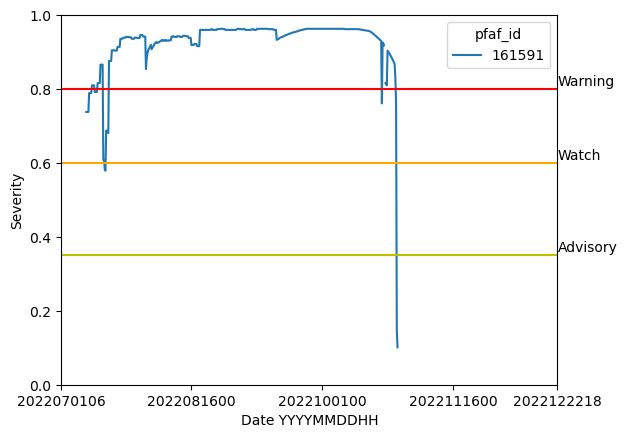 pfaf_id
161591
1.0
0.8
0.6
0.4
0.2
0.0
Severity
Warning
Watch
Advisory
2022070106 2022081600 2022100100 2022111600 2022122218
Date YYYYMMDDHH